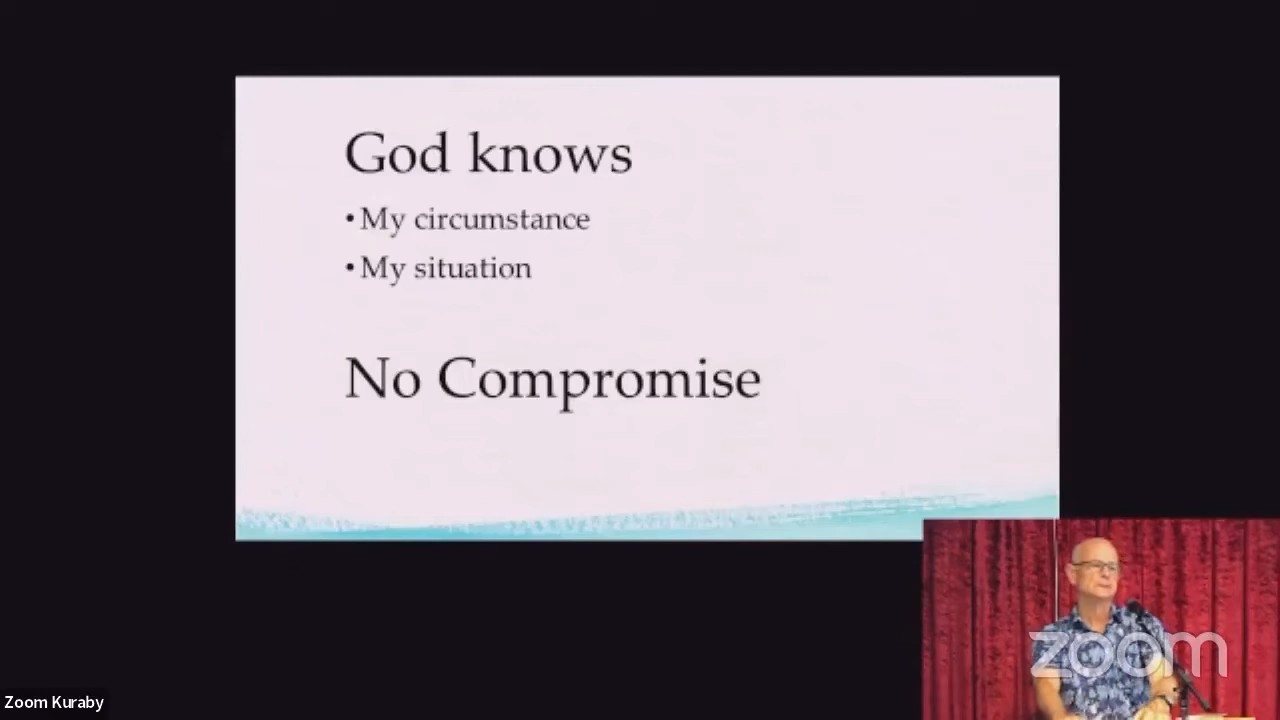 God knows
•My circumstance
•My situation
No Compromise
zoom
Zoom Kuraby